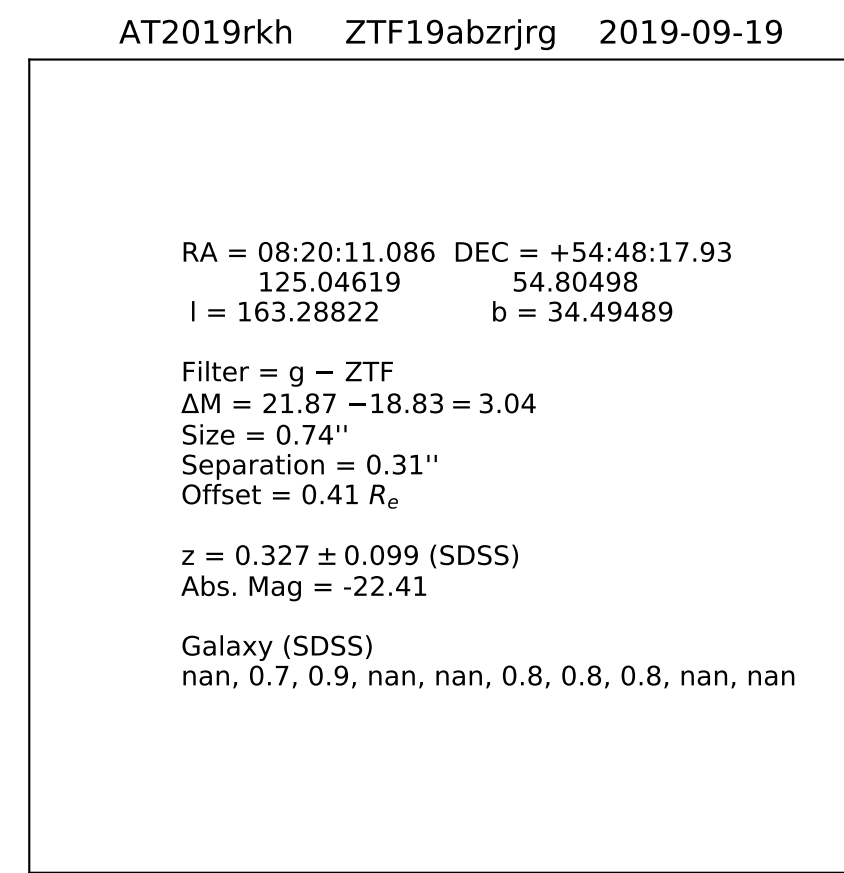 AT2019rkh ZTF19abzrjrg 2019-09-19
RA = 08:20:11.086 DEC = +54:48:17.93
125.04619 54.80498
l = 163.28822 b = 34.49489
Filter = g − ZTF
ΔM = 21.87 −18.83 = 3.04
Size = 0.74''
Separation = 0.31''
Offset = 0.41 Rₑ
z = 0.327 ± 0.099 (SDSS)
Abs. Mag = -22.41
Galaxy (SDSS)
nan, 0.7, 0.9, nan, nan, 0.8, 0.8, 0.8, nan, nan